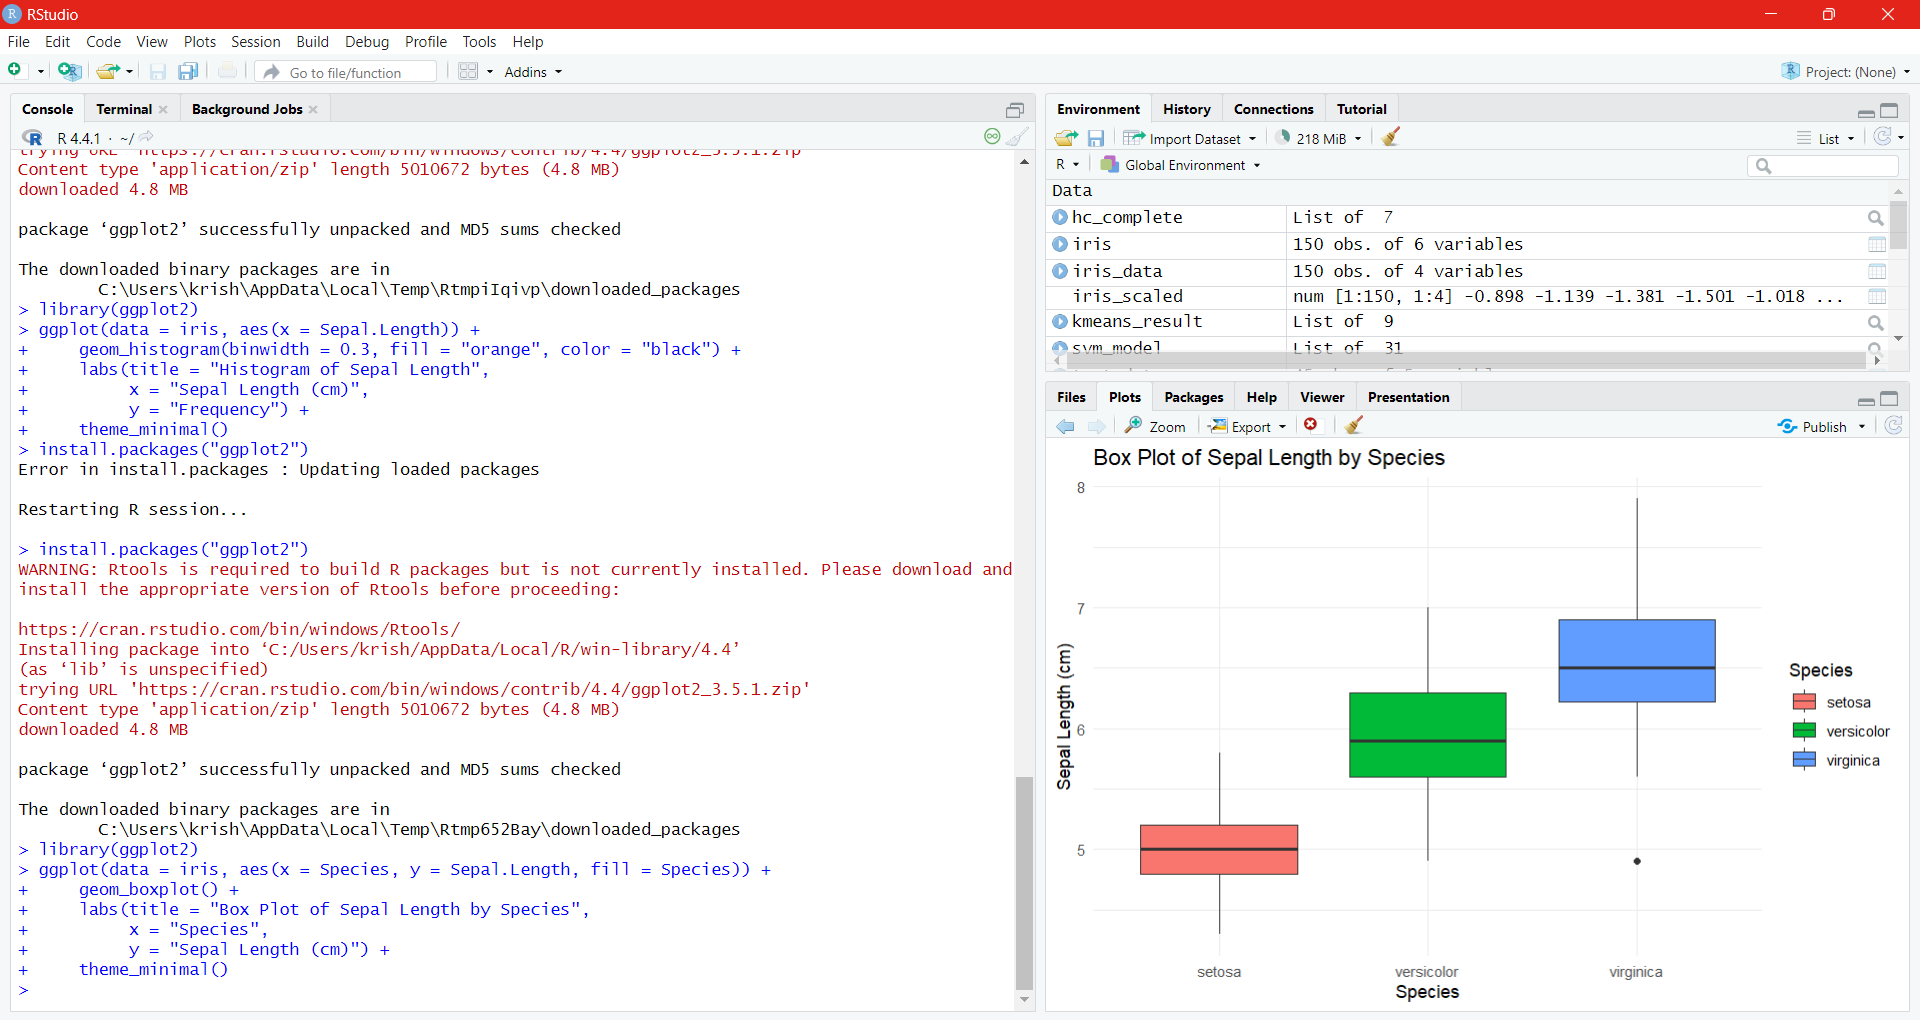 RStudio
File Edit Code View Plots Session Build Debug Profile Tools Help
Go to file/function Addins Project: (None)
Console Terminal Background Jobs
R 4.4.1 · ~/
trying URL 'https://cran.rstudio.com/bin/windows/contrib/4.4/ggplot2_3.5.1.zip'
Content type 'application/zip' length 5010672 bytes (4.8 MB)
downloaded 4.8 MB
package ‘ggplot2’ successfully unpacked and MD5 sums checked
The downloaded binary packages are in
C:\Users\krish\AppData\Local\Temp\RtmpiIqivp\downloaded_packages
> library(ggplot2)
> ggplot(data = iris, aes(x = Sepal.Length)) +
+     geom_histogram(binwidth = 0.3, fill = "orange", color = "black") +
+     labs(title = "Histogram of Sepal Length",
+          x = "Sepal Length (cm)",
+          y = "Frequency") +
+     theme_minimal()
> install.packages("ggplot2")
Error in install.packages : Updating loaded packages
Restarting R session...
> install.packages("ggplot2")
WARNING: Rtools is required to build R packages but is not currently installed. Please download and
install the appropriate version of Rtools before proceeding:
https://cran.rstudio.com/bin/windows/Rtools/
Installing package into ‘C:/Users/krish/AppData/Local/R/win-library/4.4’
(as ‘lib’ is unspecified)
trying URL 'https://cran.rstudio.com/bin/windows/contrib/4.4/ggplot2_3.5.1.zip'
Content type 'application/zip' length 5010672 bytes (4.8 MB)
downloaded 4.8 MB
package ‘ggplot2’ successfully unpacked and MD5 sums checked
The downloaded binary packages are in
C:\Users\krish\AppData\Local\Temp\Rtmp652Bay\downloaded_packages
> library(ggplot2)
> ggplot(data = iris, aes(x = Species, y = Sepal.Length, fill = Species)) +
+     geom_boxplot() +
+     labs(title = "Box Plot of Sepal Length by Species",
+          x = "Species",
+          y = "Sepal Length (cm)") +
+     theme_minimal()
>
Environment History Connections Tutorial
Import Dataset 218 MiB List
R Global Environment
Data
hc_complete List of 7
iris 150 obs. of 6 variables
iris_data 150 obs. of 4 variables
iris_scaled num [1:150, 1:4] -0.898 -1.139 -1.381 -1.501 -1.018 ...
kmeans_result List of 9
svm_model List of 31
Files Plots Packages Help Viewer Presentation
Zoom Export Publish
Box Plot of Sepal Length by Species
8
7
6
5
Sepal Length (cm)
setosa versicolor virginica
Species
Species
setosa
versicolor
virginica